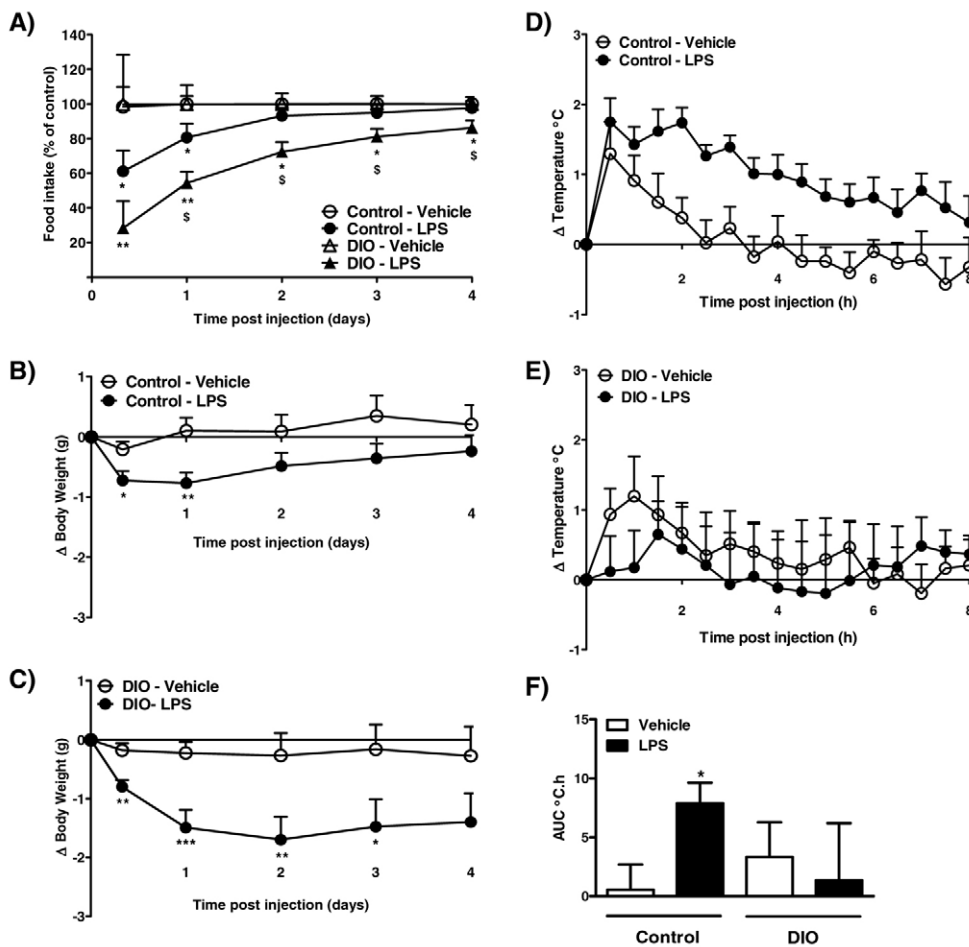 A)
140
120
100
80
60
40
20
Food intake (% of control)
* * * * * *
** ** $ $ $ $
Control - Vehicle
Control - LPS
DIO - Vehicle
DIO - LPS
0 1 2 3 4
Time post injection (days)
B)
1
0
-1
-2
-3
Δ Body Weight (g)
Control - Vehicle
Control - LPS
* **
1 2 3 4
Time post injection (days)
C)
1
0
-1
-2
-3
Δ Body Weight (g)
DIO - Vehicle
DIO- LPS
** *** ** *
1 2 3 4
Time post injection (days)
D)
3
2
1
0
-1
Δ Temperature °C
Control - Vehicle
Control - LPS
2 4 6 8
Time post injection (h)
E)
3
2
1
0
-1
Δ Temperature °C
DIO - Vehicle
DIO - LPS
2 4 6 8
Time post injection (h)
F)
15
10
5
0
AUC °C.h
Vehicle
LPS
*
Control DIO